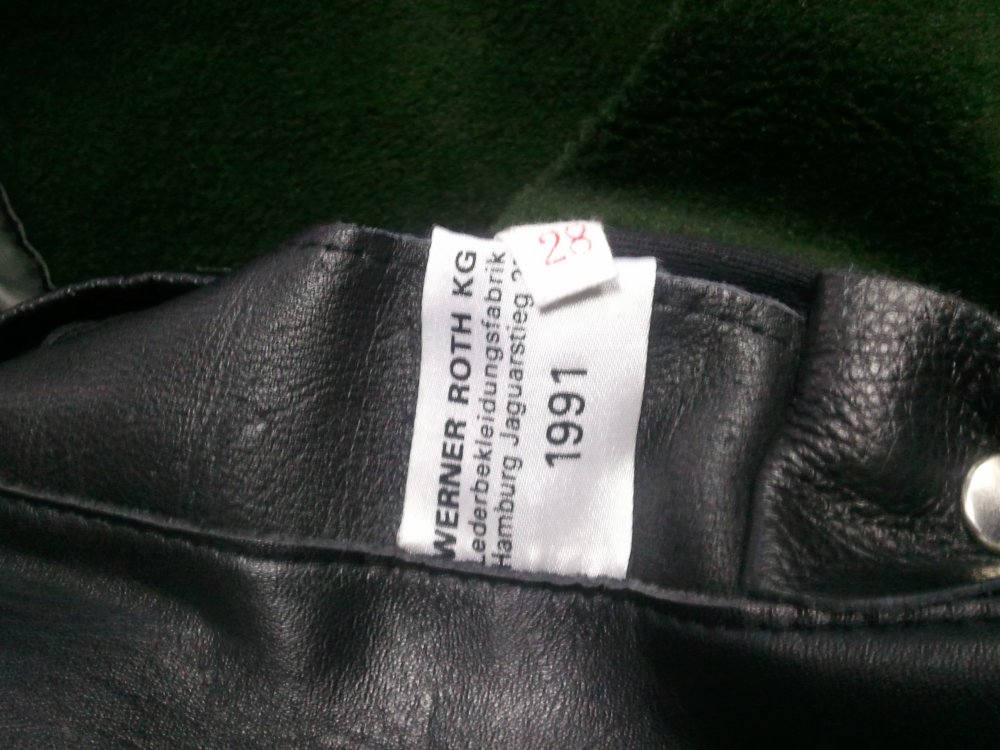 WERNER ROTH KG
Lederbekleidungsfabrik
Hamburg Jaguarstieg
1991
28